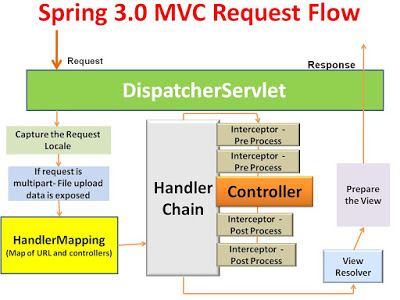 Spring 3.0 MVC Request Flow
Request
Response
DispatcherServlet
Capture the Request
Locale
If request is
multipart- File upload
data is exposed
HandlerMapping
(Map of URL and controllers)
Handler
Chain
Interceptor -
Pre Process
Interceptor -
Pre Process
Controller
Interceptor -
Post Process
Interceptor -
Post Process
Prepare
the View
View
Resolver